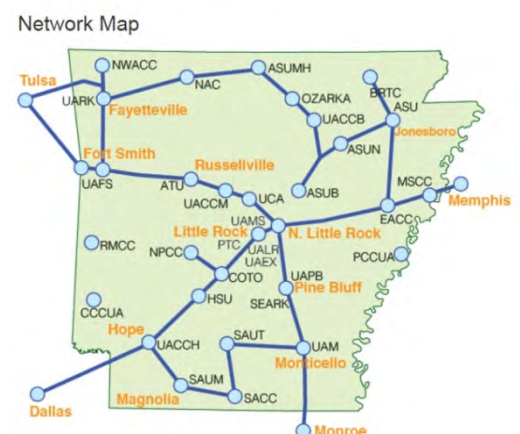 Network Map
Tulsa
NWACC
NAC
ASUMH
UARK
Fayetteville
OZARKA
BRTC
ASU
UACCB
Jonesboro
ASUN
Fort Smith
UAFS
Russellville
ATU
UACCM
UCA
ASUB
MSCC
Memphis
EACC
UAMS
Little Rock
N. Little Rock
PTC
UALR
UAEX
RMCC
NPCC
PCCUA
COTO
UAPB
Pine Bluff
HSU
SEARK
CCCUA
Hope
UACCH
SAUT
UAM
Monticello
SAUM
Magnolia
SACC
Dallas
Monroe